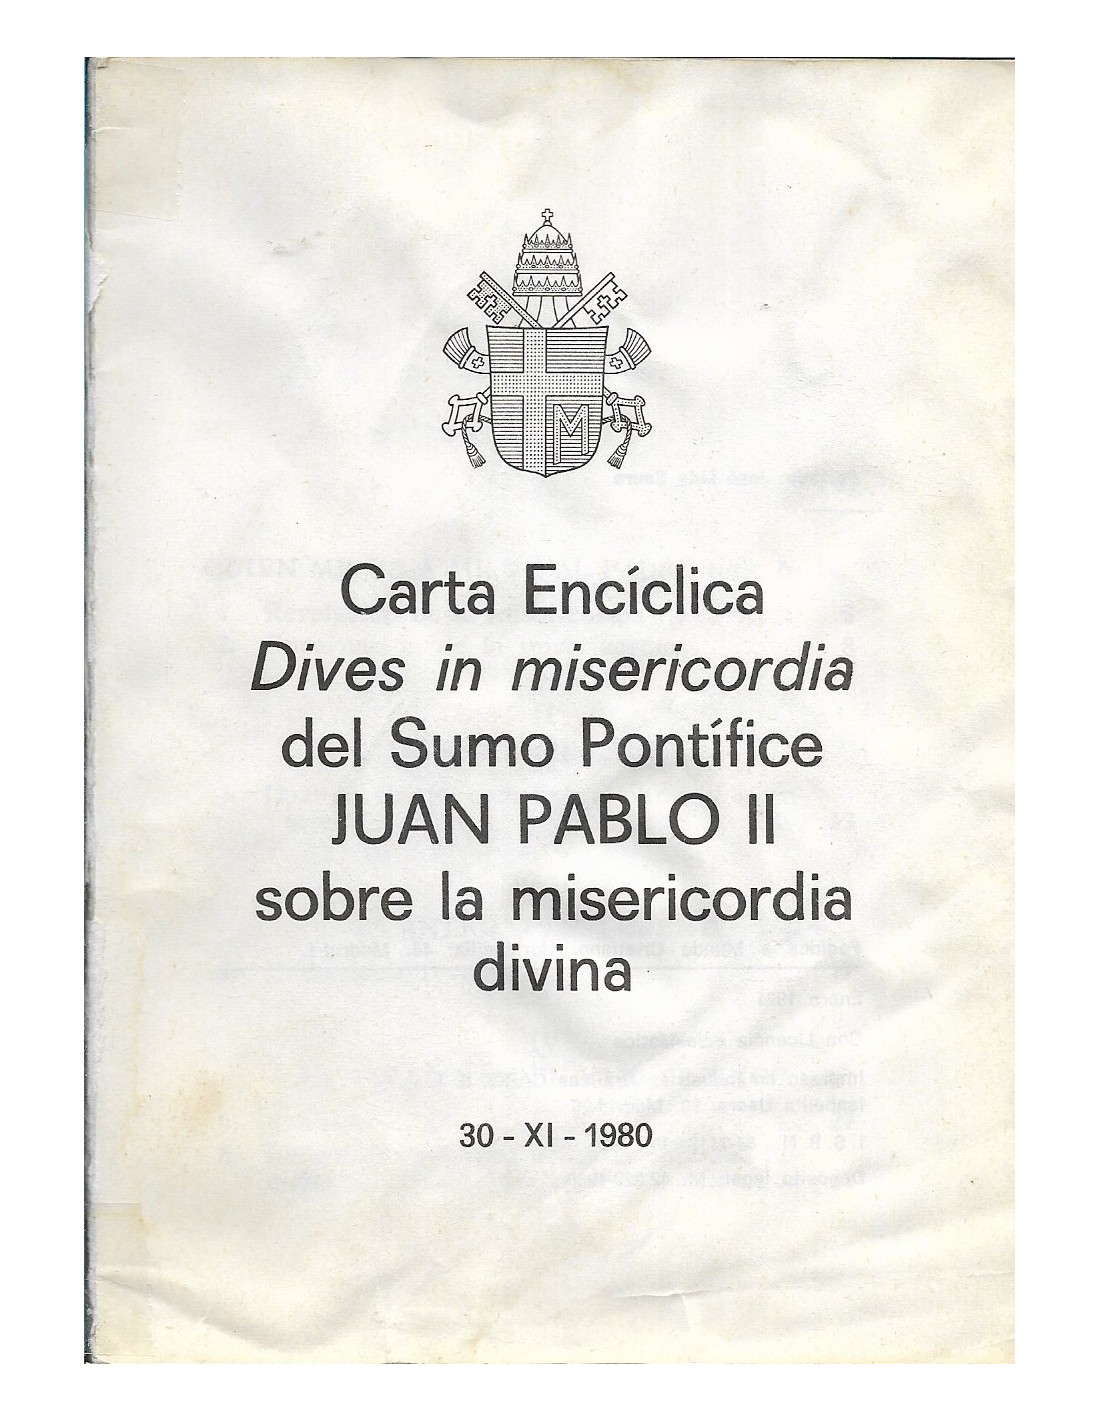 M
Carta Encíclica
Dives in misericordia
del Sumo Pontífice
JUAN PABLO II
sobre la misericordia
divina
30 - XI - 1980